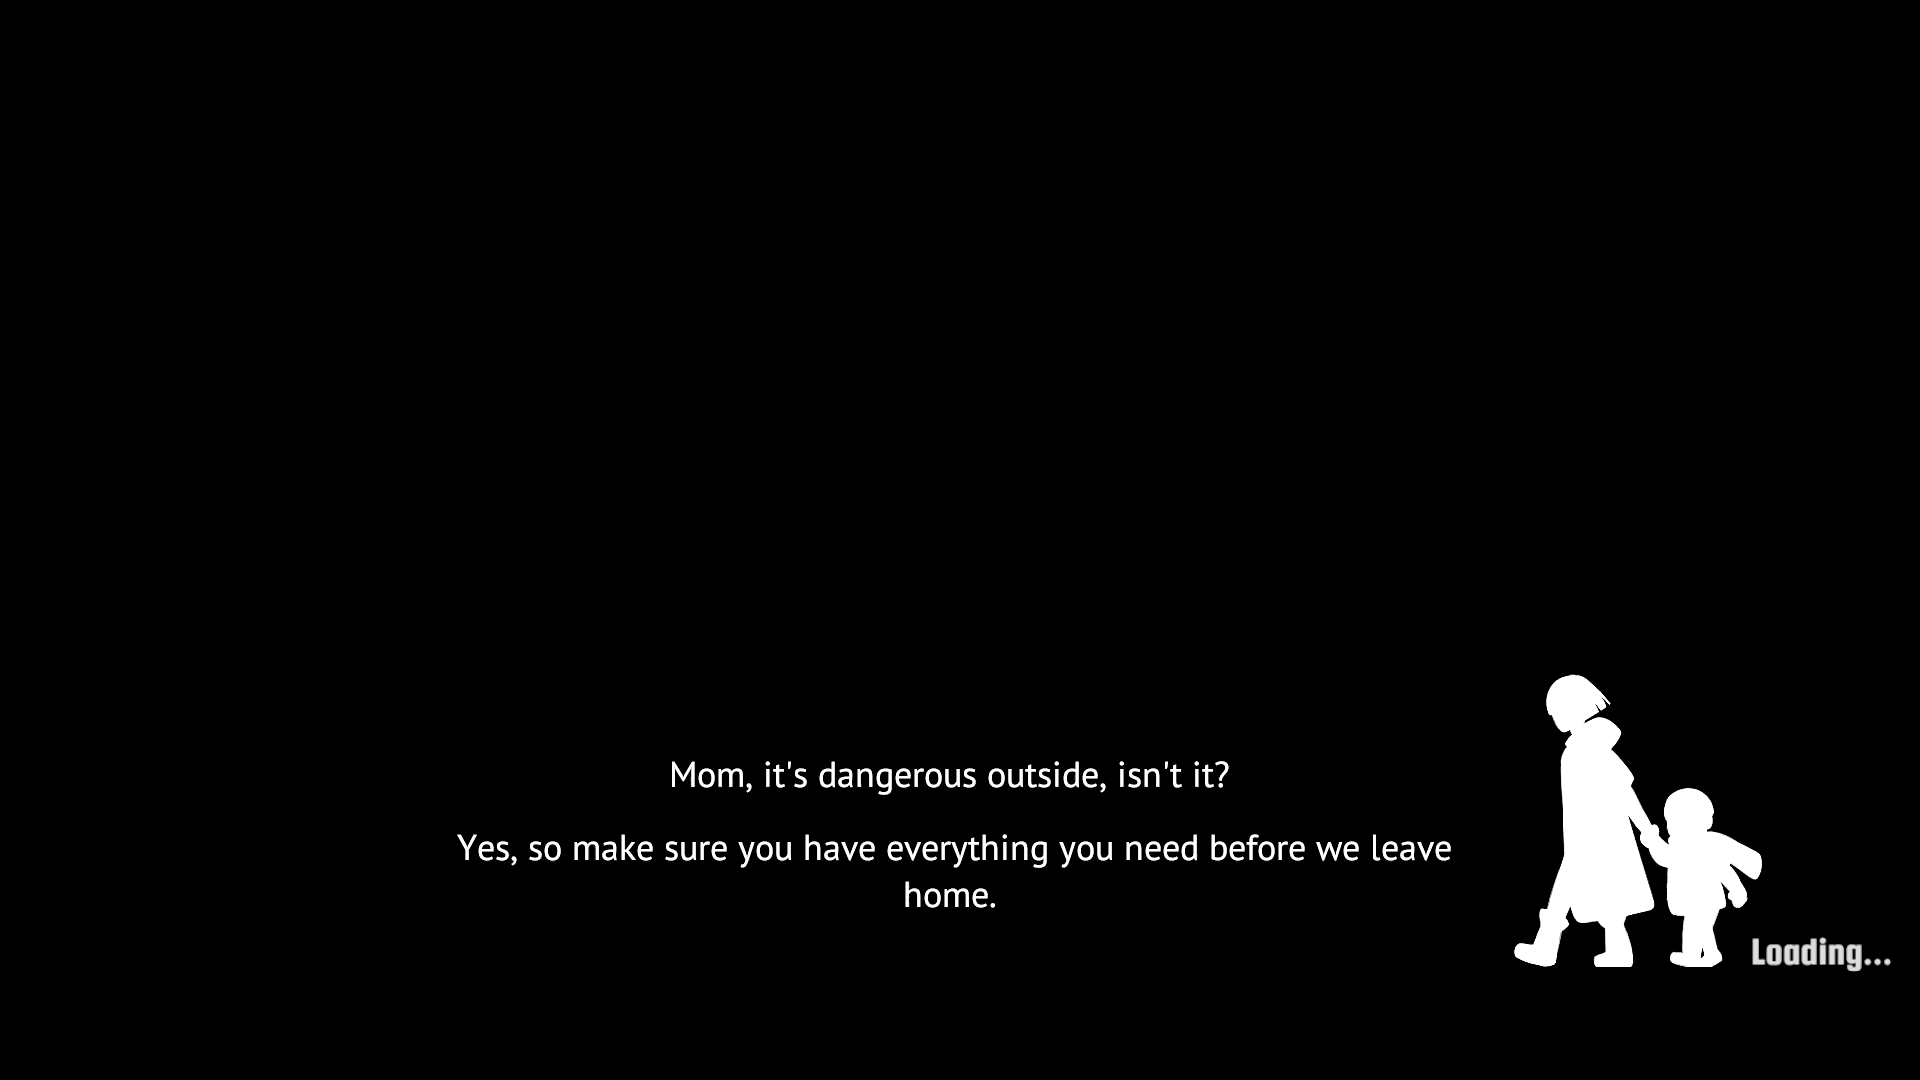 Mom, it's dangerous outside, isn't it?
Yes, so make sure you have everything you need before we leave
home.
Loading...